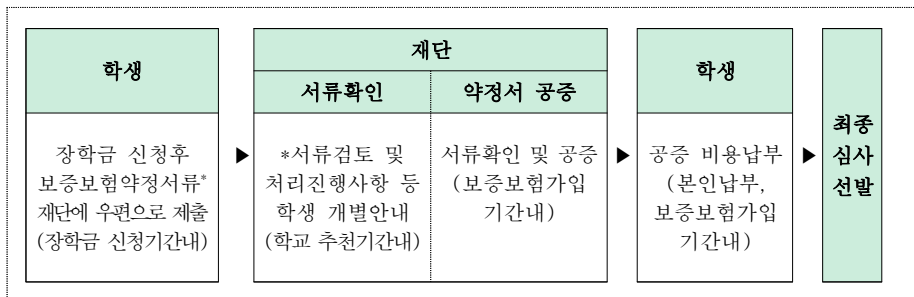 학생
장학금 신청후
보증보험약정서류*
재단에 우편으로 제출
(장학금 신청기간내)
▶
재단
서류확인
*서류검토 및
처리진행사항 등
학생 개별안내
(학교 추천기간내)
약정서 공증
서류확인 및 공증
(보증보험가입
기간내)
▶
학생
공증 비용납부
(본인납부,
보증보험가입
기간내)
▶
최종
심사
선발